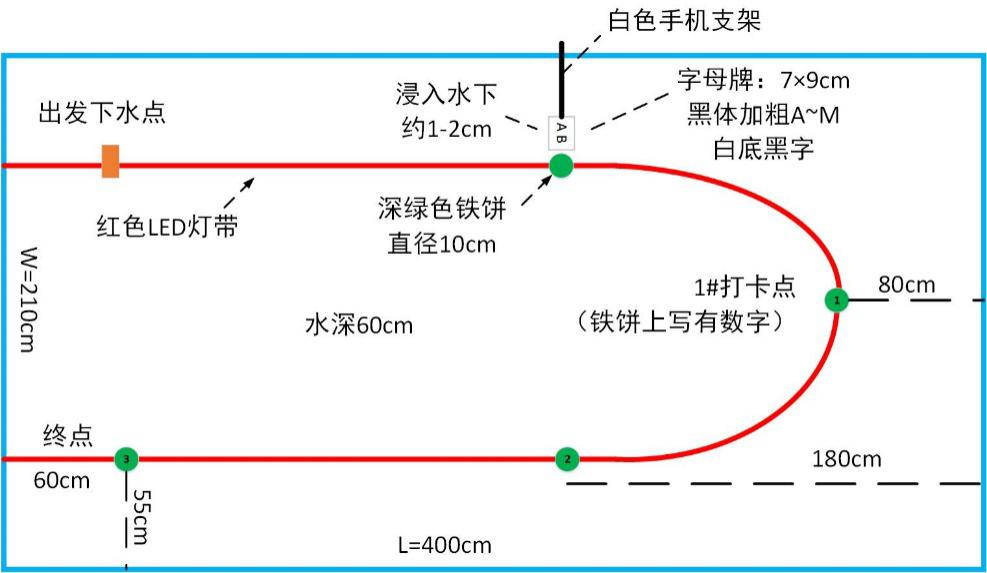 白色手机支架
浸入水下
约1-2cm
字母牌：7×9cm
黑体加粗A~M
白底黑字
出发下水点
A B
红色LED灯带
深绿色铁饼
直径10cm
W=210cm
水深60cm
1#打卡点
（铁饼上写有数字）
1
80cm
终点
3
2
60cm
55cm
180cm
L=400cm